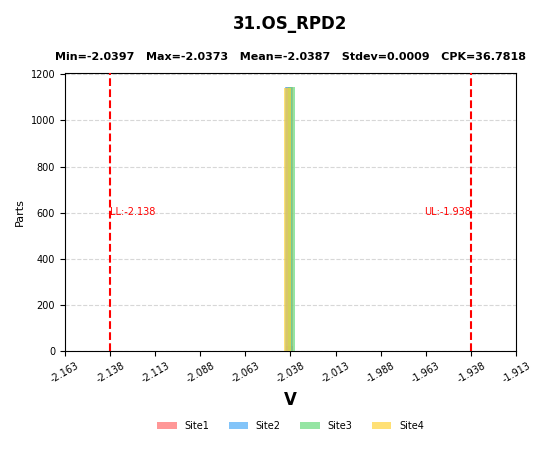 31.OS_RPD2
Min=-2.0397 Max=-2.0373 Mean=-2.0387 Stdev=0.0009 CPK=36.7818
1200
1000
800
600
400
200
0
Parts
LL:-2.138
UL:-1.938
-2.163 -2.138 -2.113 -2.088 -2.063 -2.038 -2.013 -1.988 -1.963 -1.938 -1.913
V
Site1 Site2 Site3 Site4